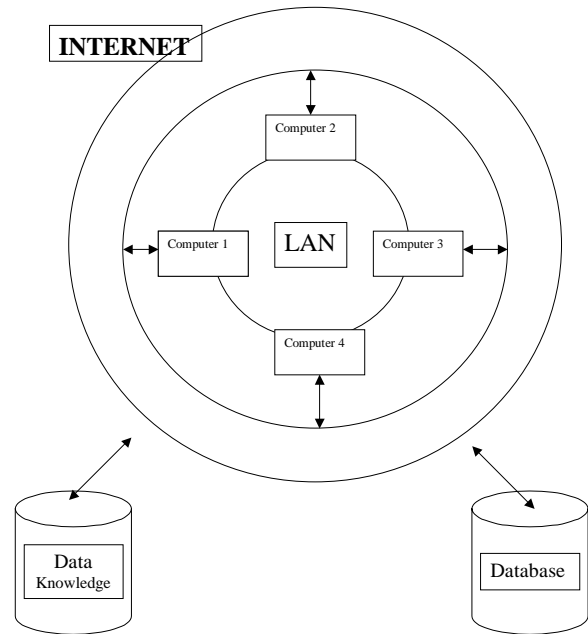 INTERNET
Computer 2
Computer 1
LAN
Computer 3
Computer 4
Data
Knowledge
Database